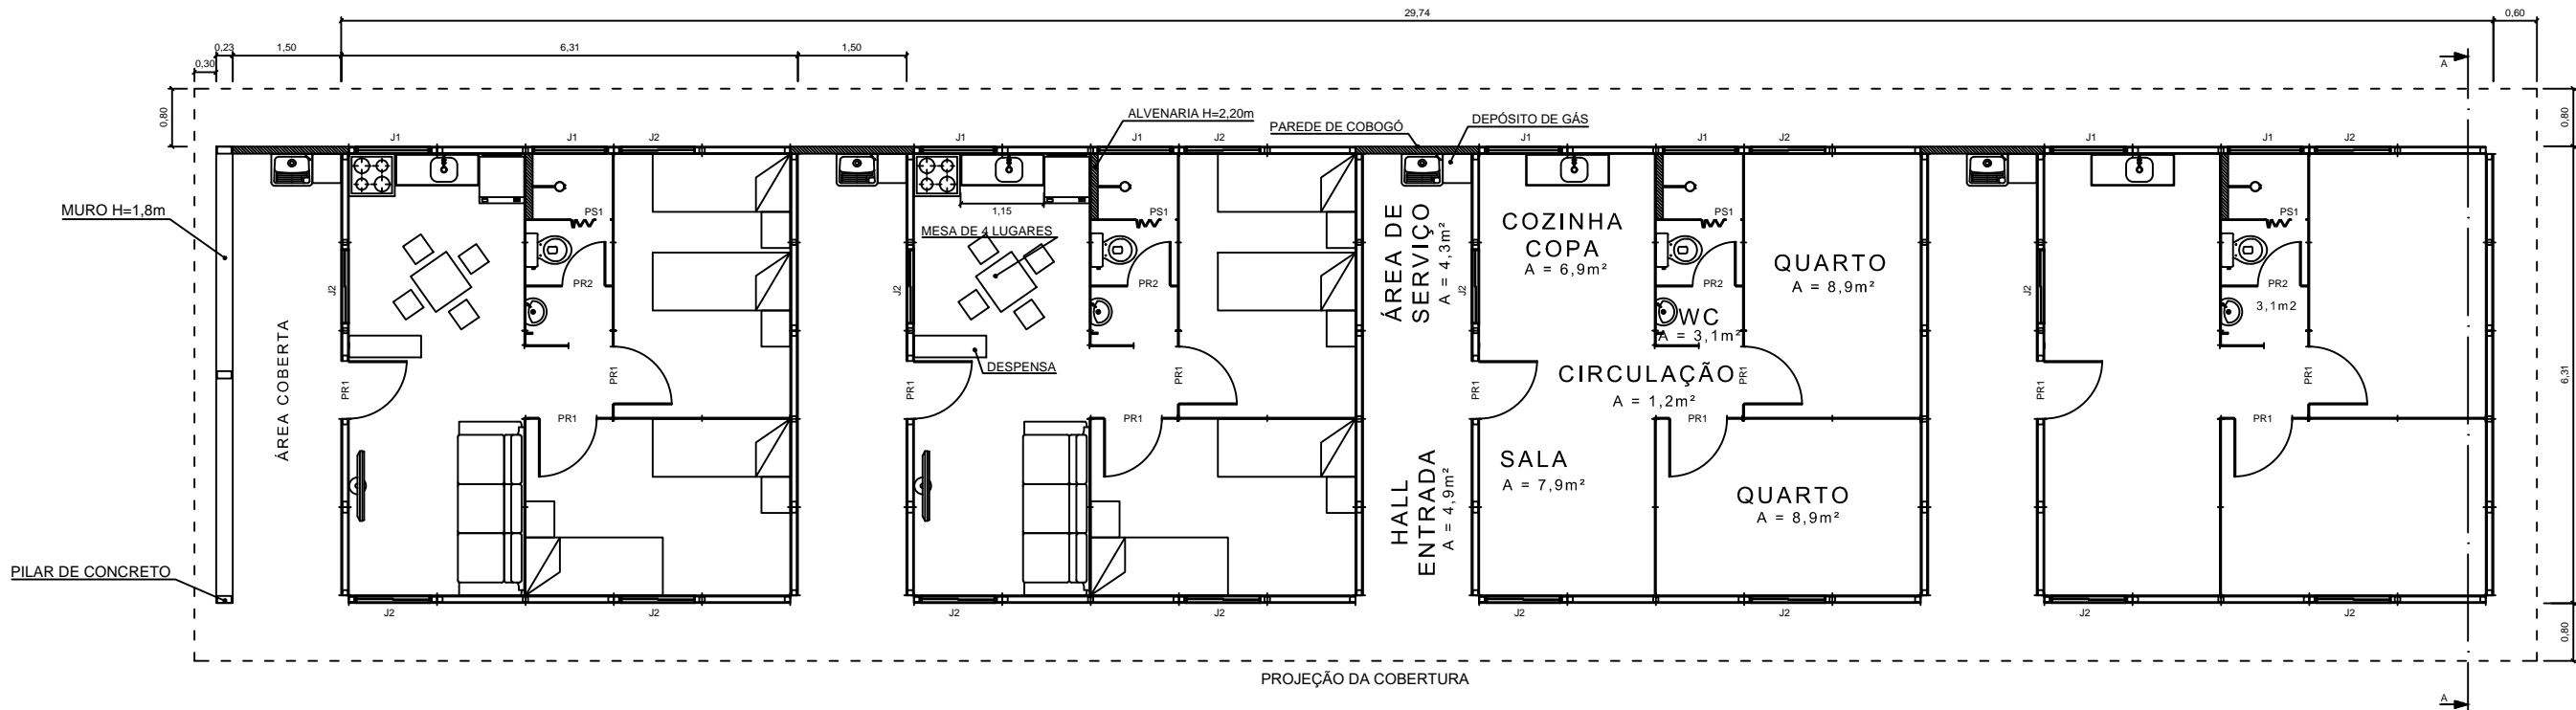 29,74
0,60
0,23
1,50
6,31
1,50
0,30
A
0,80
0,80
ALVENARIA H=2,20m
PAREDE DE COBOGÓ
DEPÓSITO DE GÁS
J1
J1
J2
J1
J1
J2
J1
J1
J2
J1
J1
J2
MURO H=1,8m
PS1
1,15
PS1
PS1
MESA DE 4 LUGARES
ÁREA DE
SERVIÇO
A = 4,3m²
COZINHA
COPA
A = 6,9m²
QUARTO
A = 8,9m²
J2
PR2
J2
PR2
J2
PR2
J2
PR2
WC
A = 3,1m²
3,1m2
ÁREA COBERTA
DESPENSA
CIRCULAÇÃO
A = 1,2m²
PR1
PR1
PR1
PR1
PR1
PR1
PR1
PR1
6,31
PR1
PR1
PR1
PR1
HALL
ENTRADA
A = 4,9m²
SALA
A = 7,9m²
QUARTO
A = 8,9m²
PILAR DE CONCRETO
J2
J2
J2
J2
J2
J2
J2
J2
0,80
PROJEÇÃO DA COBERTURA
A